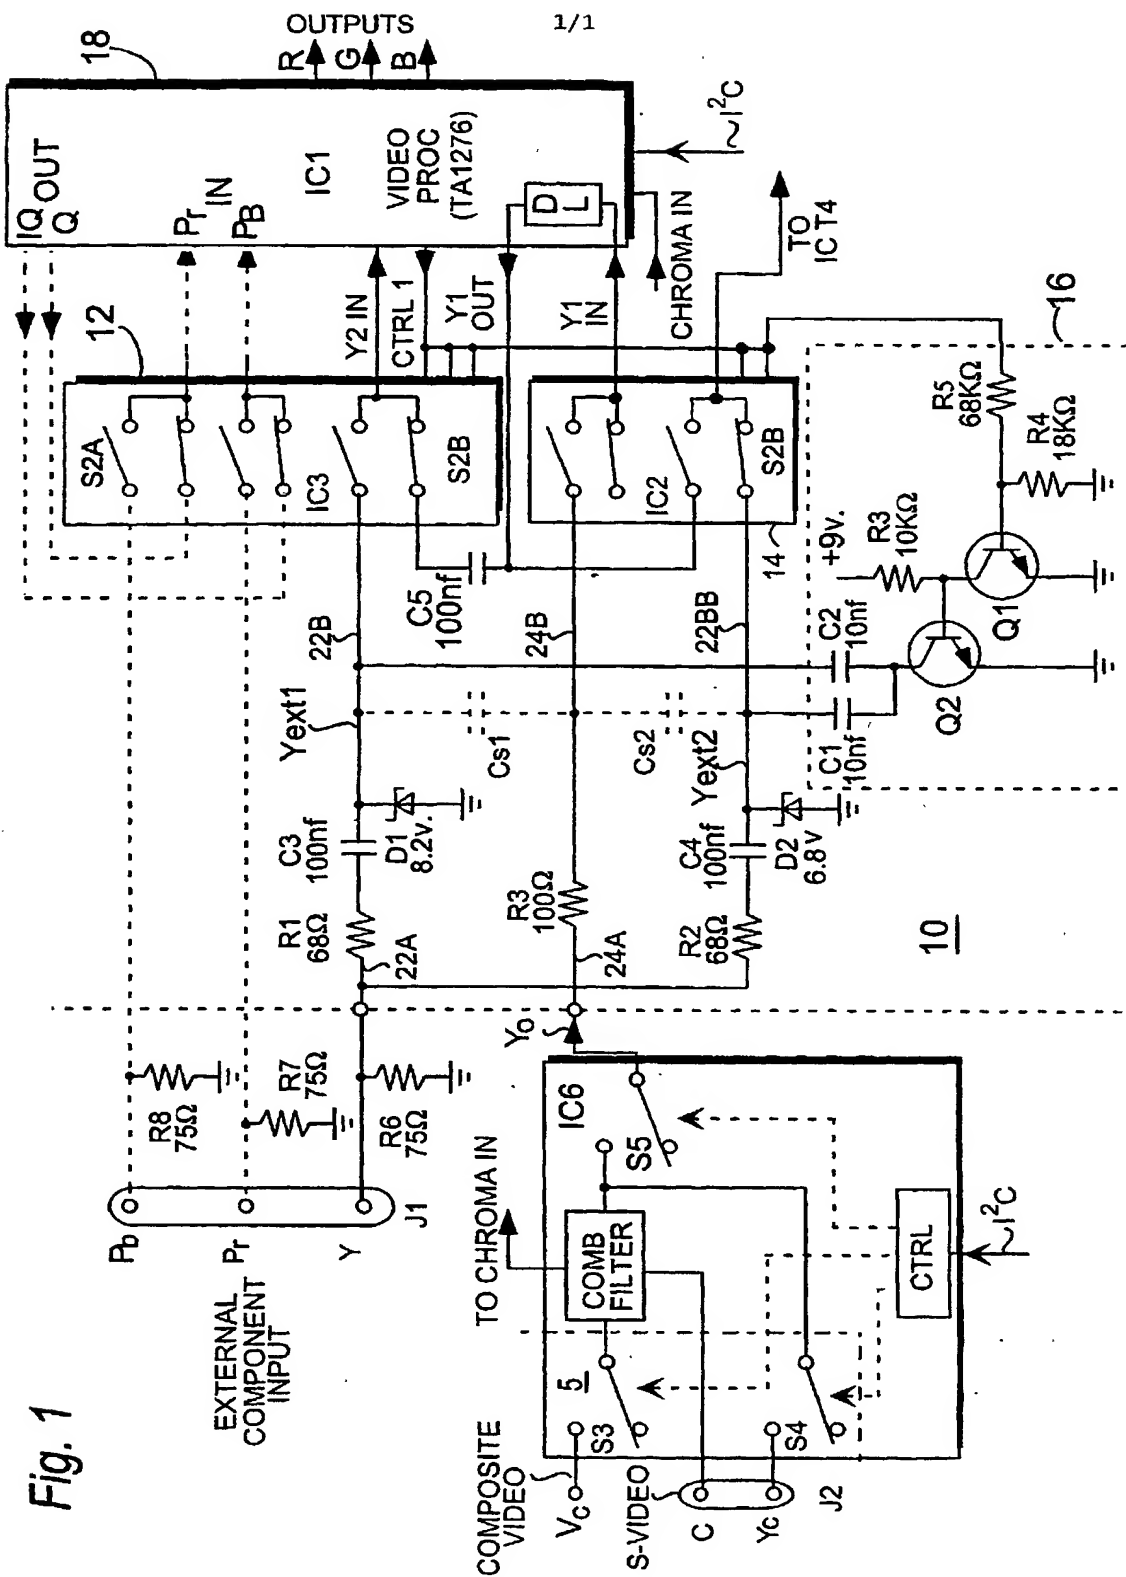 1/1
Fig. 1
EXTERNAL
COMPONENT
INPUT
Pb
Pr
Y
J1
R8
75Ω
R7
75Ω
R6
75Ω
COMPOSITE
VIDEO
Vc
S-VIDEO
C
Yc
J2
TO CHROMA IN
5
S3
S4
COMB
FILTER
IC6
S5
CTRL
I²C
Yo
10
22A
R1
68Ω
C3
100nf
D1
8.2v.
Yext1
22B
24A
R3
100Ω
24B
Cs1
Cs2
R2
68Ω
C4
100nf
D2
6.8v
Yext2
22BB
C5
100nf
C1
10nf
C2
10nf
Q2
Q1
+9v.
R3
10KΩ
R4
18KΩ
R5
68KΩ
16
12
S2A
IC3
S2B
14
IC2
S2B
IQ
Q
OUT
Pr
IN
PB
Y2 IN
CTRL 1
Y1
OUT
Y1
IN
CHROMA IN
TO
IC T4
IC1
VIDEO
PROC
(TA1276)
DL
I²C
18
OUTPUTS
R
G
B